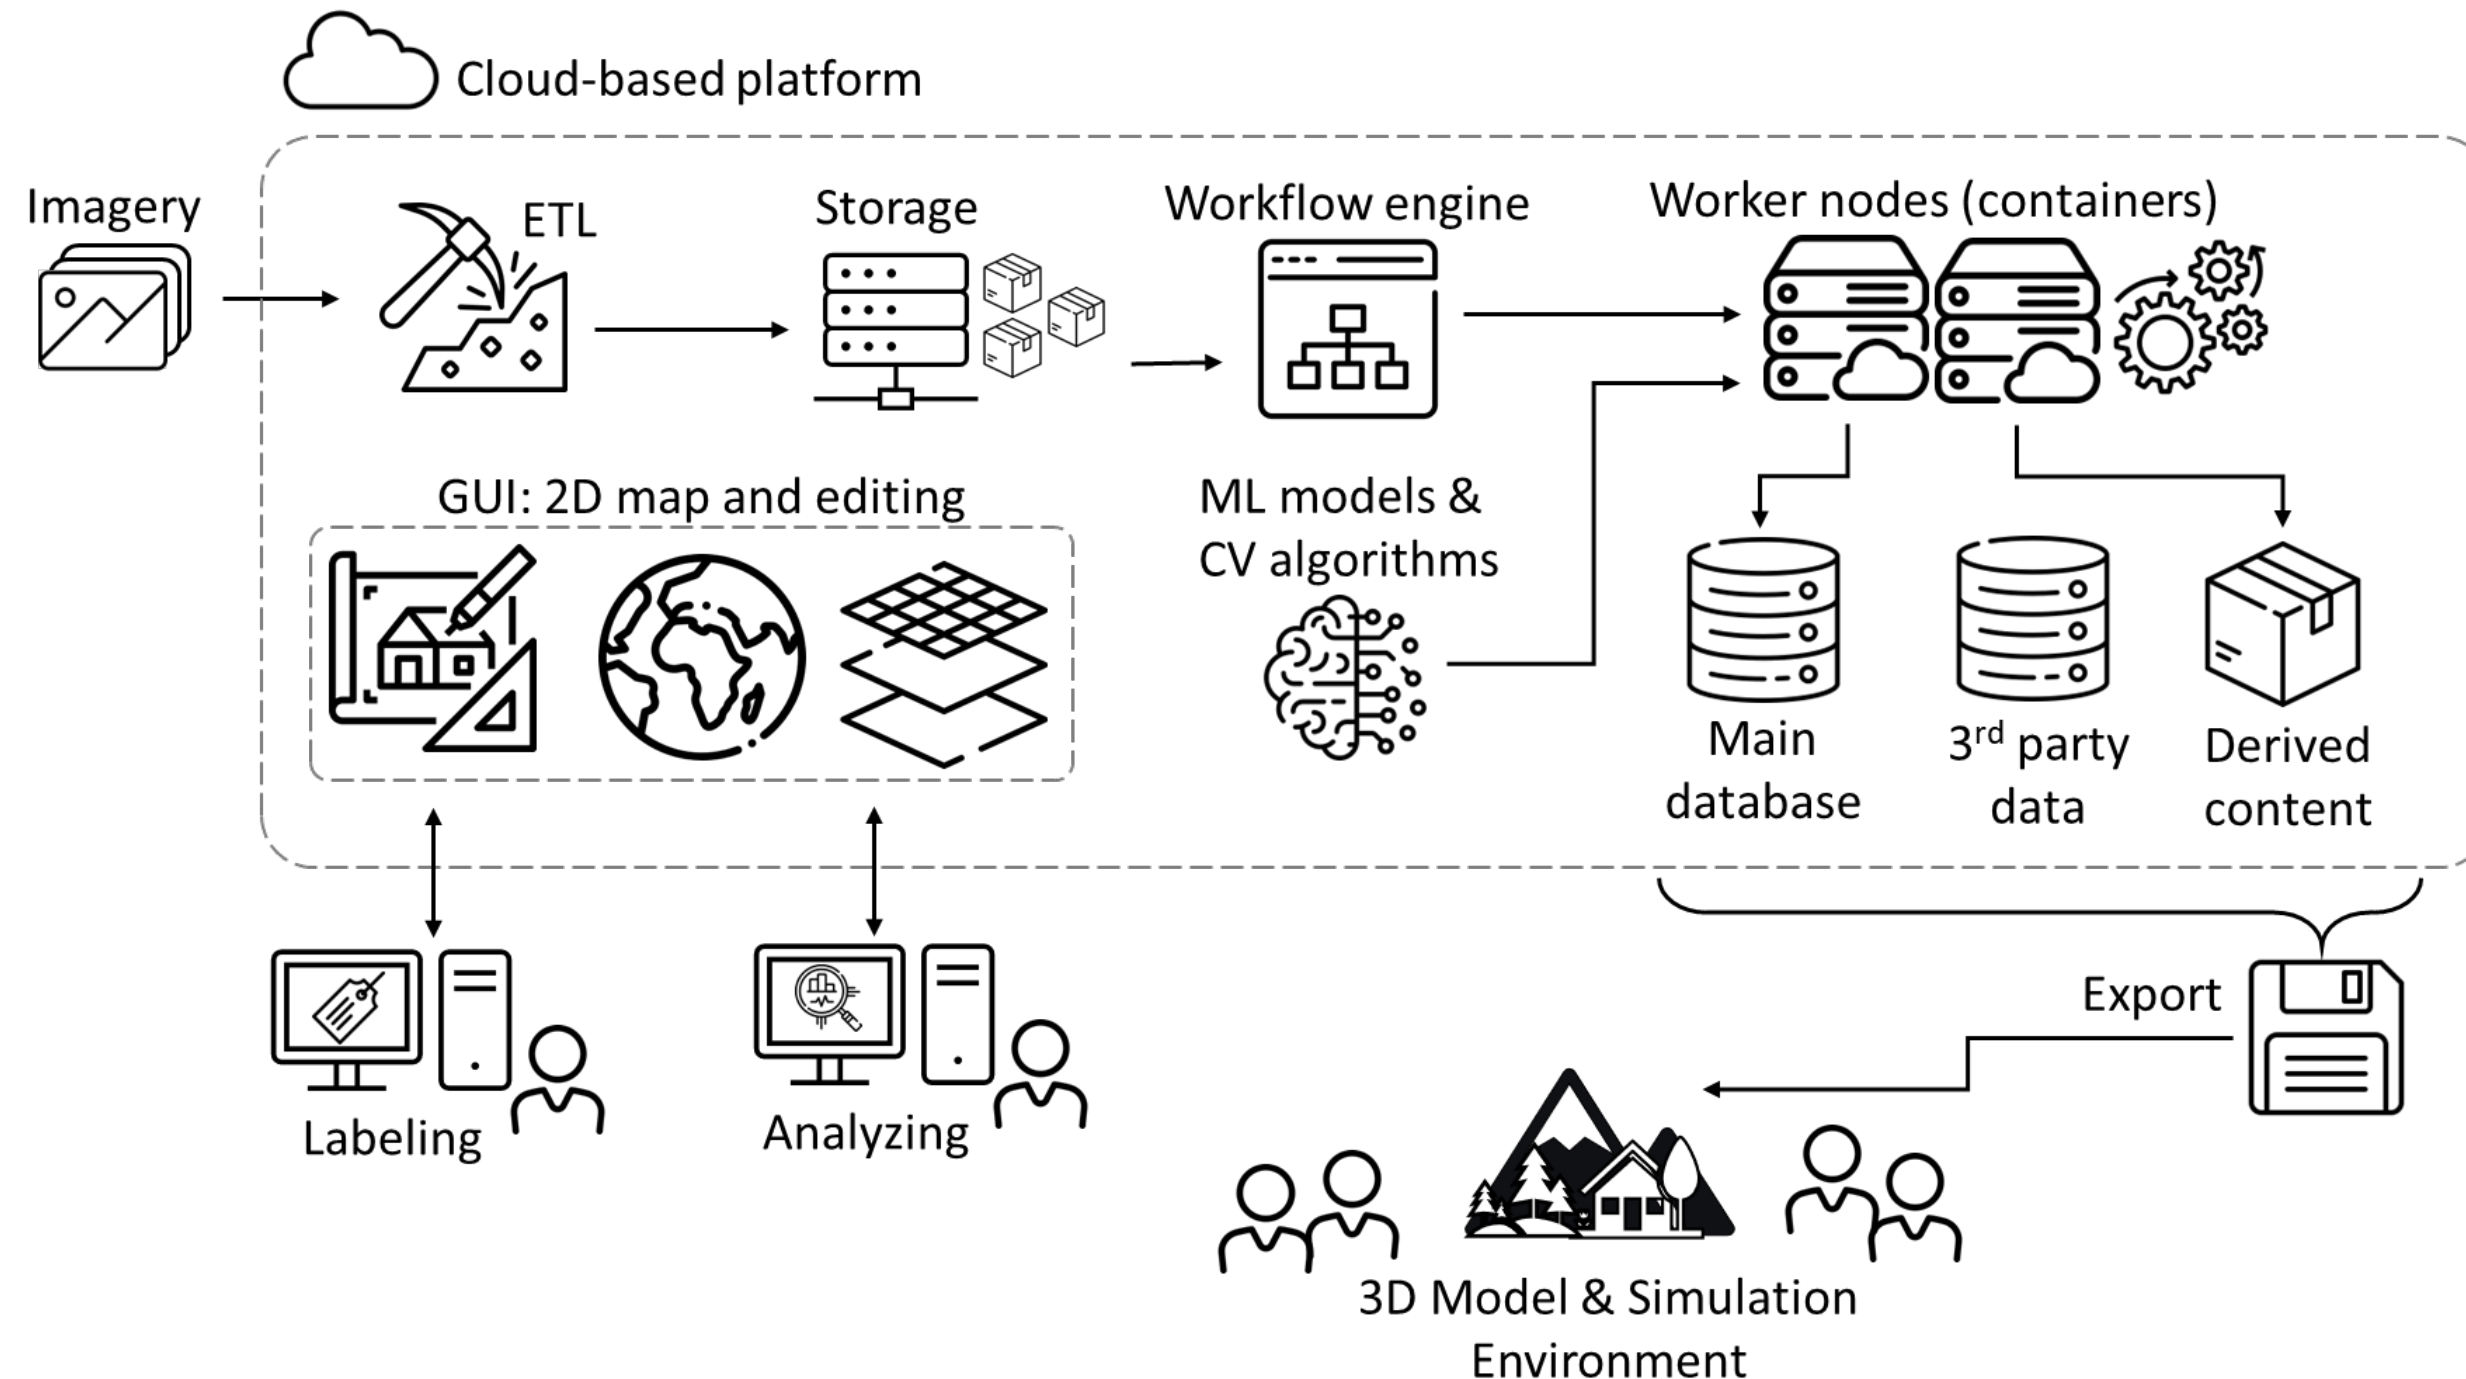 Cloud-based platform
Imagery
ETL
Storage
Workflow engine
Worker nodes (containers)
GUI: 2D map and editing
ML models &
CV algorithms
Main
database
3rd party
data
Derived
content
Labeling
Analyzing
Export
3D Model & Simulation
Environment